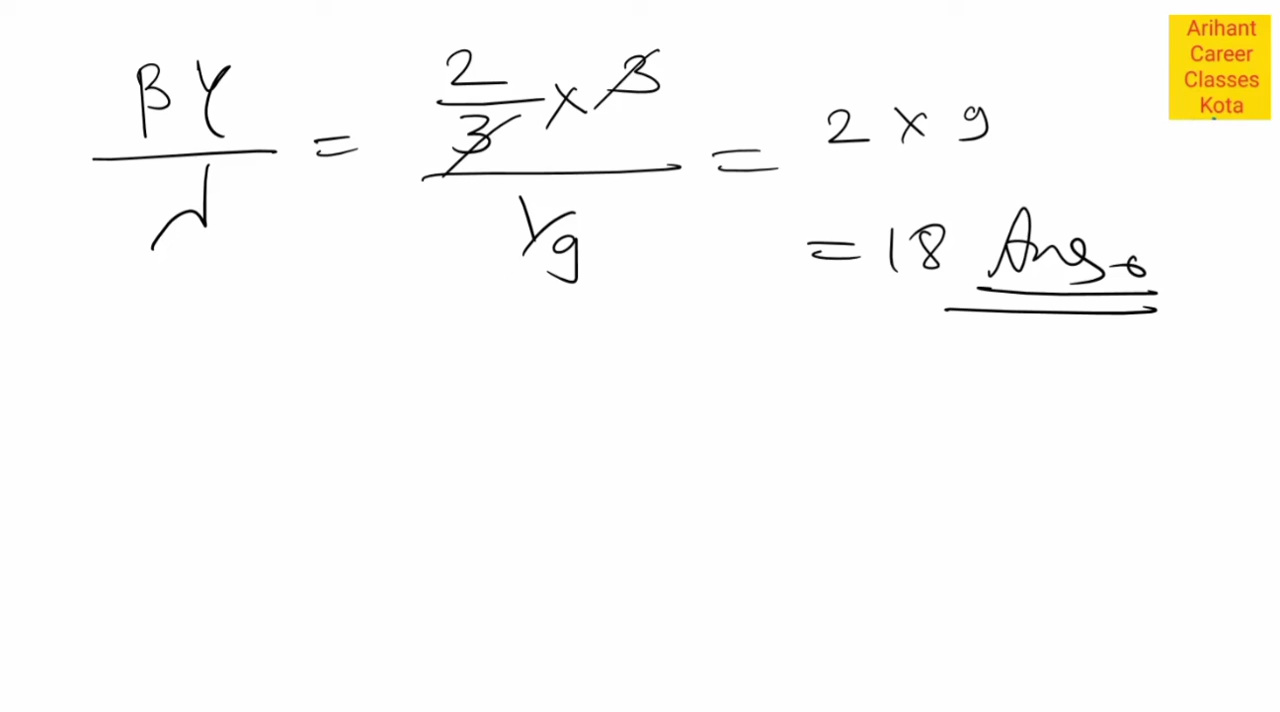 βγ/λ = (2/3 × 3)/(1/9) = 2 × 9
= 18 Ans.
Arihant
Career
Classes
Kota